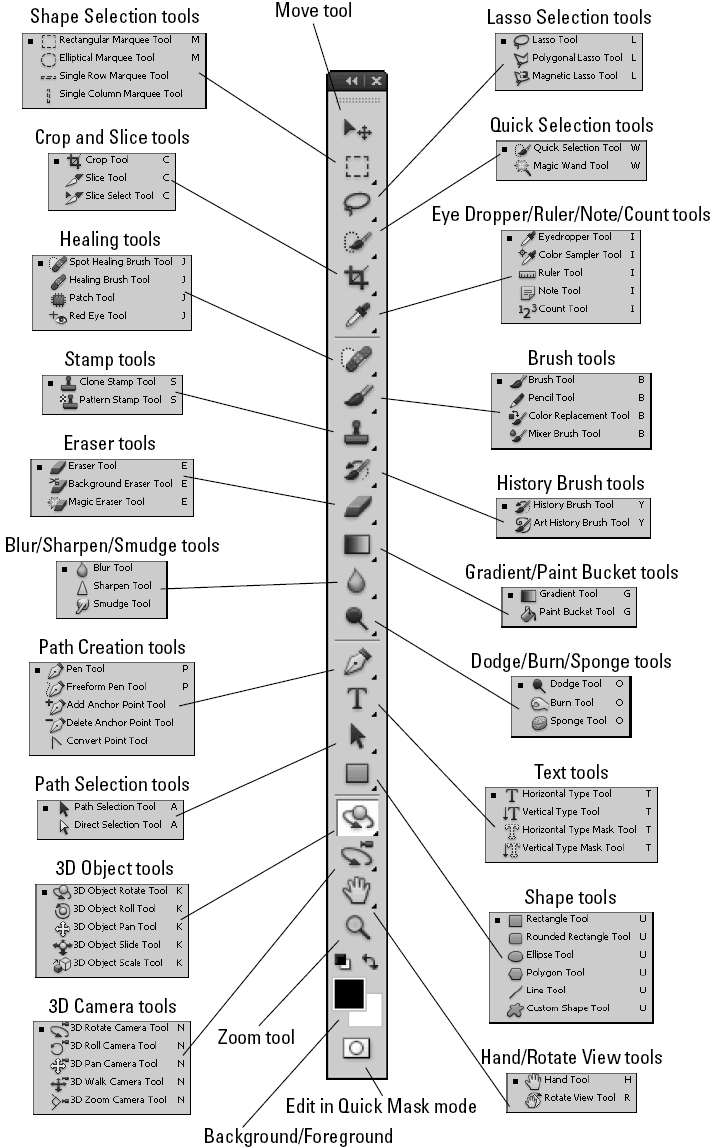 Shape Selection tools
Rectangular Marquee Tool M
Elliptical Marquee Tool M
Single Row Marquee Tool
Single Column Marquee Tool
Crop and Slice tools
Crop Tool C
Slice Tool C
Slice Select Tool C
Healing tools
Spot Healing Brush Tool J
Healing Brush Tool J
Patch Tool J
Red Eye Tool J
Stamp tools
Clone Stamp Tool S
Pattern Stamp Tool S
Eraser tools
Eraser Tool E
Background Eraser Tool E
Magic Eraser Tool E
Blur/Sharpen/Smudge tools
Blur Tool
Sharpen Tool
Smudge Tool
Path Creation tools
Pen Tool P
Freeform Pen Tool P
Add Anchor Point Tool
Delete Anchor Point Tool
Convert Point Tool
Path Selection tools
Path Selection Tool A
Direct Selection Tool A
3D Object tools
3D Object Rotate Tool K
3D Object Roll Tool K
3D Object Pan Tool K
3D Object Slide Tool K
3D Object Scale Tool K
3D Camera tools
3D Rotate Camera Tool N
3D Roll Camera Tool N
3D Pan Camera Tool N
3D Walk Camera Tool N
3D Zoom Camera Tool N
Move tool
T
Zoom tool
Edit in Quick Mask mode
Background/Foreground
Lasso Selection tools
Lasso Tool L
Polygonal Lasso Tool L
Magnetic Lasso Tool L
Quick Selection tools
Quick Selection Tool W
Magic Wand Tool W
Eye Dropper/Ruler/Note/Count tools
Eyedropper Tool I
Color Sampler Tool I
Ruler Tool I
Note Tool I
123 Count Tool I
Brush tools
Brush Tool B
Pencil Tool B
Color Replacement Tool B
Mixer Brush Tool B
History Brush tools
History Brush Tool Y
Art History Brush Tool Y
Gradient/Paint Bucket tools
Gradient Tool G
Paint Bucket Tool G
Dodge/Burn/Sponge tools
Dodge Tool O
Burn Tool O
Sponge Tool O
Text tools
T Horizontal Type Tool T
T Vertical Type Tool T
T Horizontal Type Mask Tool T
T Vertical Type Mask Tool T
Shape tools
Rectangle Tool U
Rounded Rectangle Tool U
Ellipse Tool U
Polygon Tool U
Line Tool U
Custom Shape Tool U
Hand/Rotate View tools
Hand Tool H
Rotate View Tool R